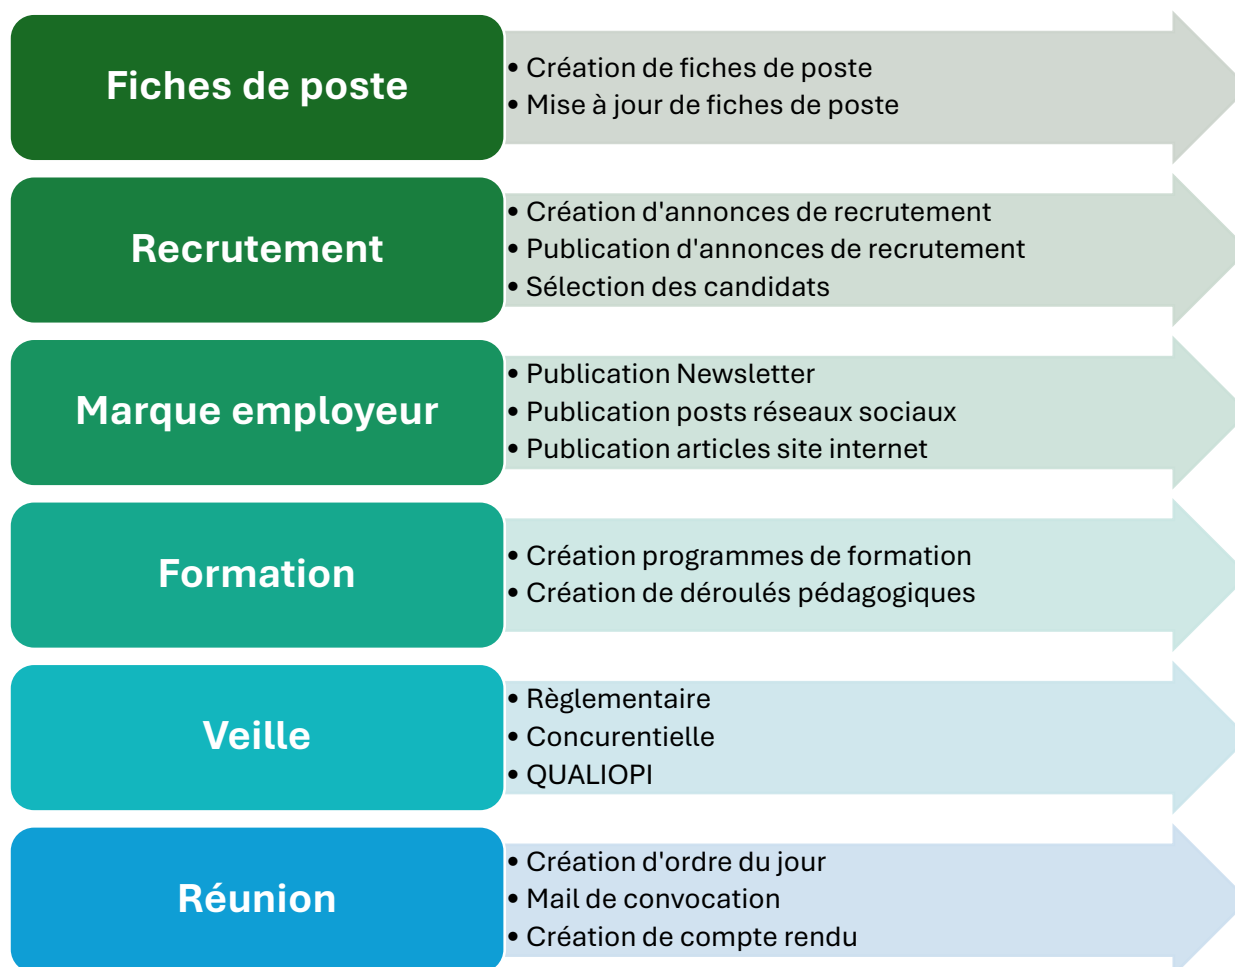 Fiches de poste
• Création de fiches de poste
• Mise à jour de fiches de poste
Recrutement
• Création d'annonces de recrutement
• Publication d'annonces de recrutement
• Sélection des candidats
Marque employeur
• Publication Newsletter
• Publication posts réseaux sociaux
• Publication articles site internet
Formation
• Création programmes de formation
• Création de déroulés pédagogiques
Veille
• Règlementaire
• Concurentielle
• QUALIOPI
Réunion
• Création d'ordre du jour
• Mail de convocation
• Création de compte rendu